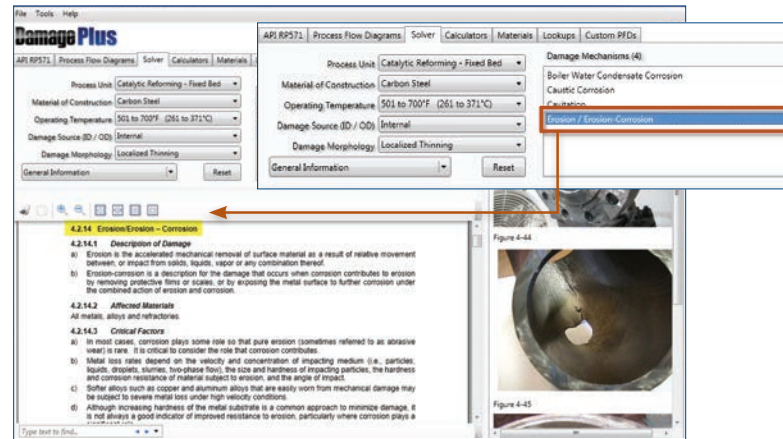 File Tools Help
Damage Plus
API RP571 Process Flow Diagrams Solver Calculators Materials
Process Unit Catalytic Reforming - Fixed Bed
Material of Construction Carbon Steel
Operating Temperature 501 to 700°F (261 to 371°C)
Damage Source (ID / OD) Internal
Damage Morphology Localized Thinning
General Information Reset
API RP571 Process Flow Diagrams Solver Calculators Materials Lookups Custom PFDs
Process Unit Catalytic Reforming - Fixed Bed
Material of Construction Carbon Steel
Operating Temperature 501 to 700°F (261 to 371°C)
Damage Source (ID / OD) Internal
Damage Morphology Localized Thinning
General Information Reset
Damage Mechanisms (4)
Boiler Water Condensate Corrosion
Caustic Corrosion
Cavitation
Erosion / Erosion-Corrosion
4.2.14 Erosion/Erosion – Corrosion
4.2.14.1 Description of Damage
a) Erosion is the accelerated mechanical removal of surface material as a result of relative movement
between, or impact from solids, liquids, vapor or any combination thereof.
b) Erosion-corrosion is a description for the damage that occurs when corrosion contributes to erosion
by removing protective films or scales, or by exposing the metal surface to further corrosion under
the combined action of erosion and corrosion.
4.2.14.2 Affected Materials
All metals, alloys and refractories.
4.2.14.3 Critical Factors
a) In most cases, corrosion plays some role so that pure erosion (sometimes referred to as abrasive
wear) is rare. It is critical to consider the role that corrosion contributes.
b) Metal loss rates depend on the velocity and concentration of impacting medium (i.e., particles,
liquids, droplets, slurries, two-phase flow), the size and hardness of impacting particles, the hardness
and corrosion resistance of material subject to erosion, and the angle of impact.
c) Softer alloys such as copper and aluminum alloys that are easily worn from mechanical damage may
be subject to severe metal loss under high velocity conditions.
d) Although increasing hardness of the metal substrate is a common approach to minimize damage, it
is not always a good indicator of improved resistance to erosion, particularly where corrosion plays a
Type text to find...
Figure 4-44
Figure 4-45